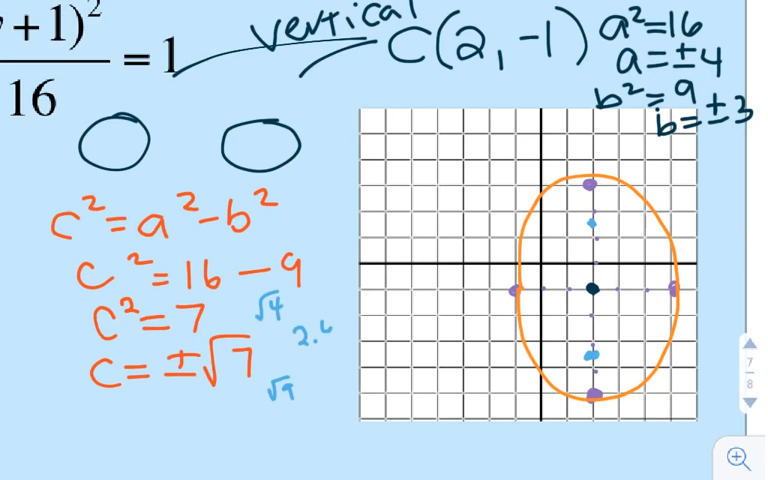 +1)² / 16 = 1
vertical
C(2, -1)
a²=16
a=±4
b²=9
b=±3
c²=a²-b²
c²=16-9
c²=7
c=±√7
√4
2.6
√9
7
8